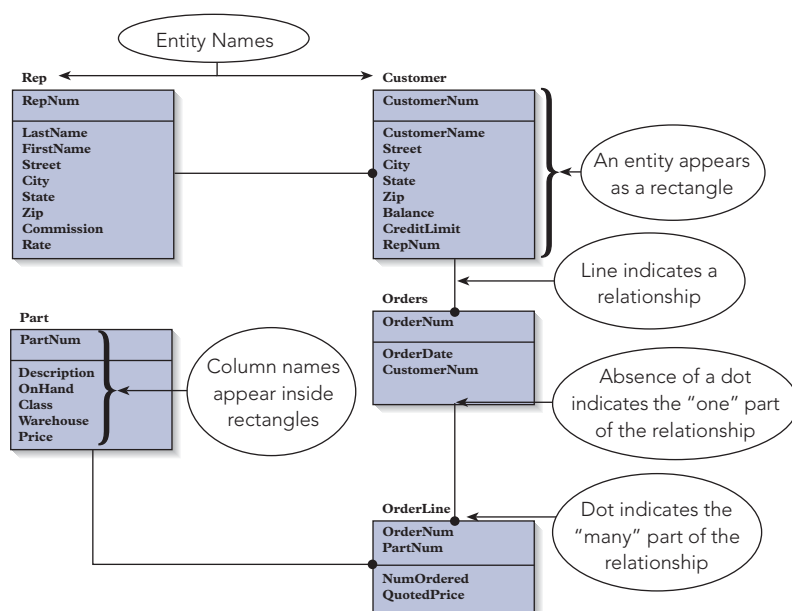 Entity Names
Rep
Customer
RepNum
LastName
FirstName
Street
City
State
Zip
Commission
Rate
CustomerNum
CustomerName
Street
City
State
Zip
Balance
CreditLimit
RepNum
An entity appears
as a rectangle
Line indicates a
relationship
Part
PartNum
Description
OnHand
Class
Warehouse
Price
Column names
appear inside
rectangles
Orders
OrderNum
OrderDate
CustomerNum
Absence of a dot
indicates the “one” part
of the relationship
OrderLine
OrderNum
PartNum
NumOrdered
QuotedPrice
Dot indicates the
“many” part of the
relationship